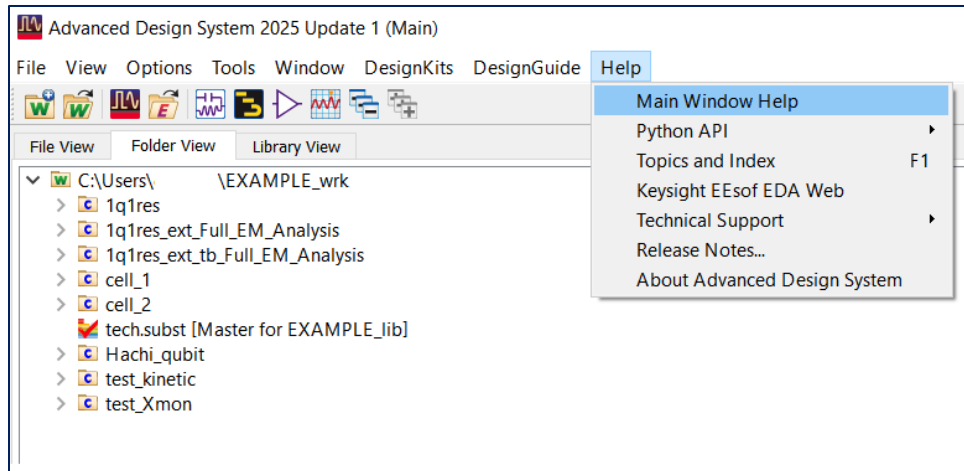 Advanced Design System 2025 Update 1 (Main)
File View Options Tools Window DesignKits DesignGuide Help
W W E
File View Folder View Library View
W C:\Users\ \EXAMPLE_wrk
C 1q1res
C 1q1res_ext_Full_EM_Analysis
C 1q1res_ext_tb_Full_EM_Analysis
C cell_1
C cell_2
tech.subst [Master for EXAMPLE_lib]
C Hachi_qubit
C test_kinetic
C test_Xmon
Main Window Help
Python API
Topics and Index F1
Keysight EEsof EDA Web
Technical Support
Release Notes...
About Advanced Design System